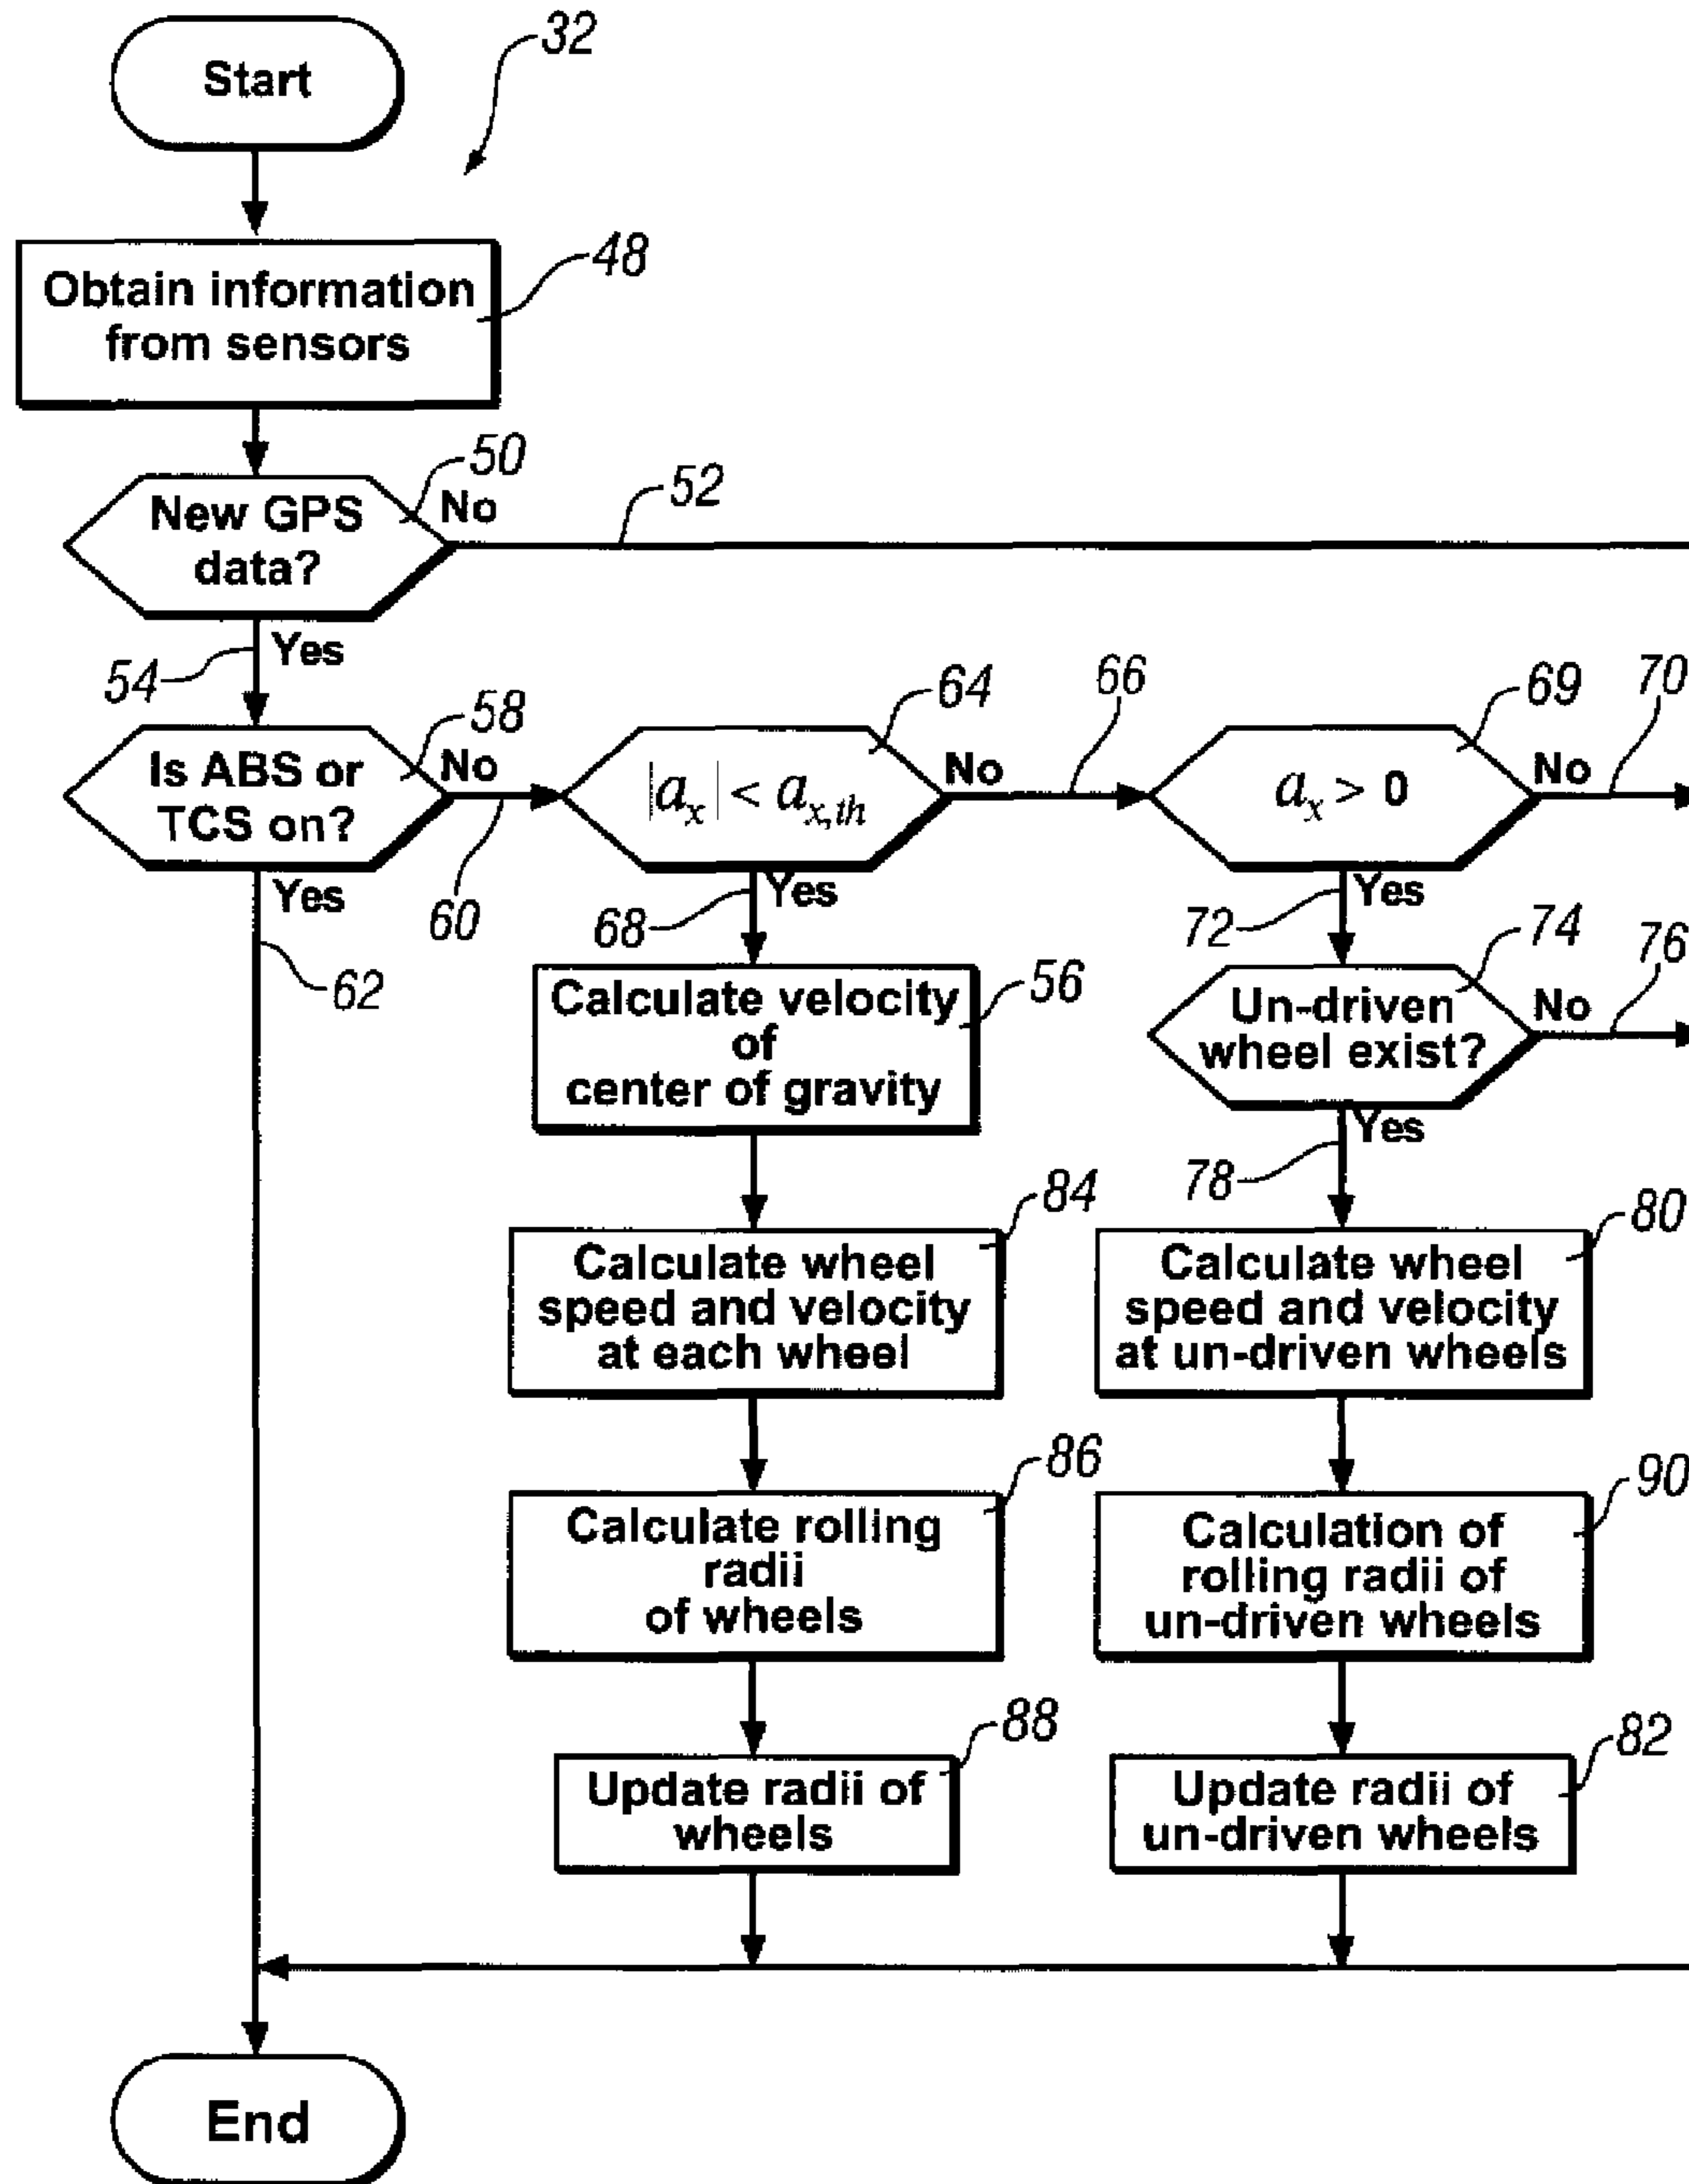 Start
32
Obtain information
from sensors
48
New GPS
data?
50
No
52
Yes
54
Is ABS or
TCS on?
58
No
60
Yes
62
|a_x| < a_x,th
64
No
66
Yes
68
a_x > 0
69
No
70
Yes
72
Un-driven
wheel exist?
74
No
76
Yes
78
Calculate velocity
of
center of gravity
56
Calculate wheel
speed and velocity
at each wheel
84
Calculate wheel
speed and velocity
at un-driven wheels
80
Calculate rolling
radii
of wheels
86
Calculation of
rolling radii of
un-driven wheels
90
Update radii of
wheels
88
Update radii of
un-driven wheels
82
End